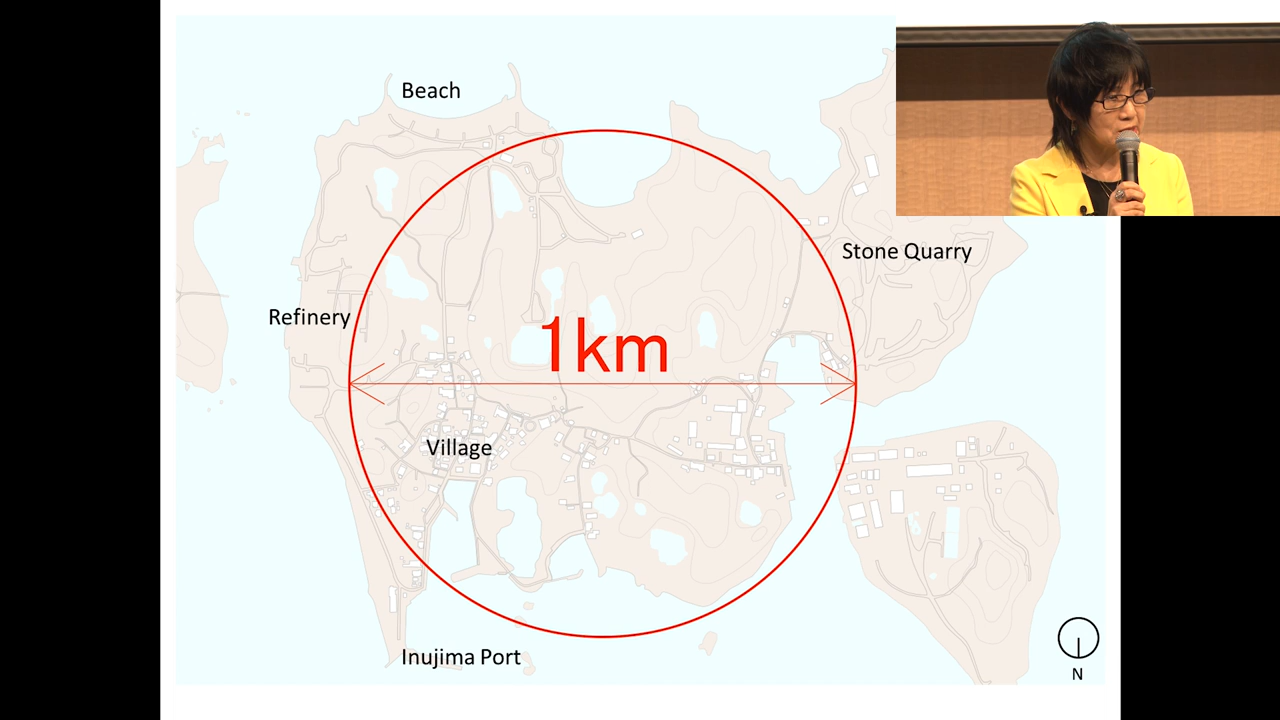 Beach
Stone Quarry
Refinery
1km
Village
Inujima Port
N